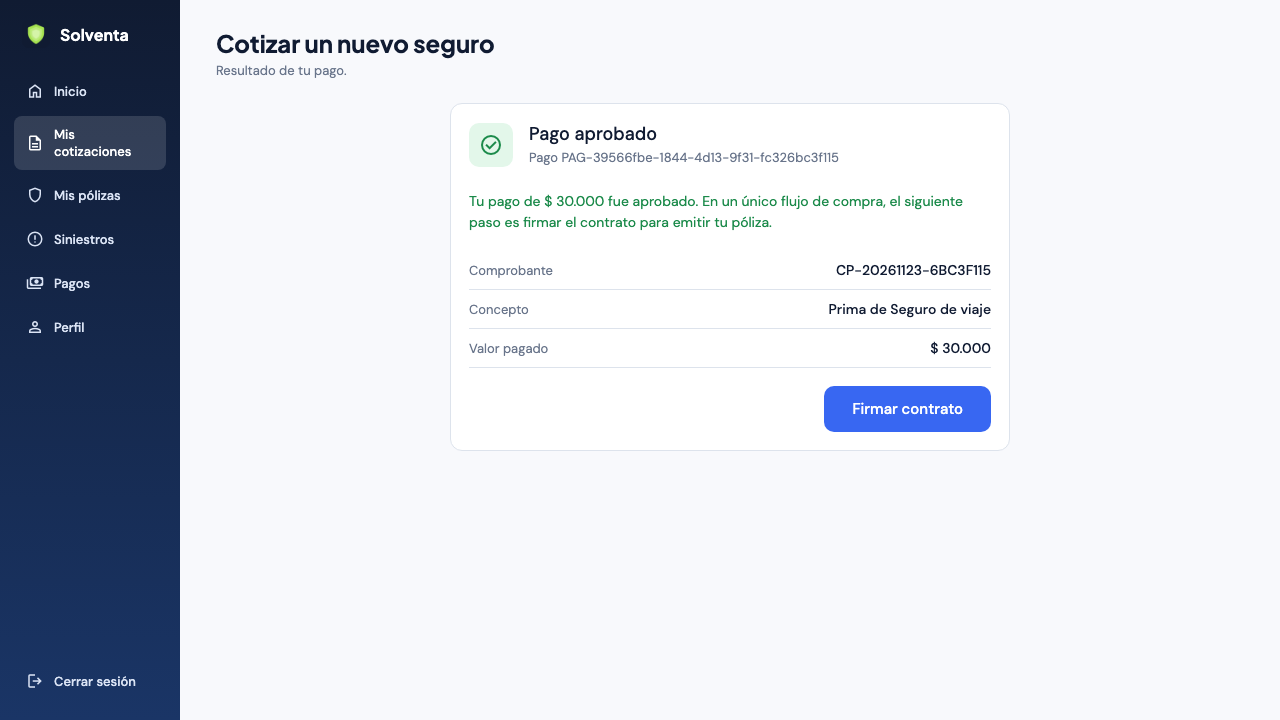 Solventa
Inicio
Mis
cotizaciones
Mis pólizas
Siniestros
Pagos
Perfil
Cerrar sesión
Cotizar un nuevo seguro
Resultado de tu pago.
Pago aprobado
Pago PAG-39566fbe-1844-4d13-9f31-fc326bc3f115
Tu pago de $ 30.000 fue aprobado. En un único flujo de compra, el siguiente
paso es firmar el contrato para emitir tu póliza.
Comprobante CP-20261123-6BC3F115
Concepto Prima de Seguro de viaje
Valor pagado $ 30.000
Firmar contrato